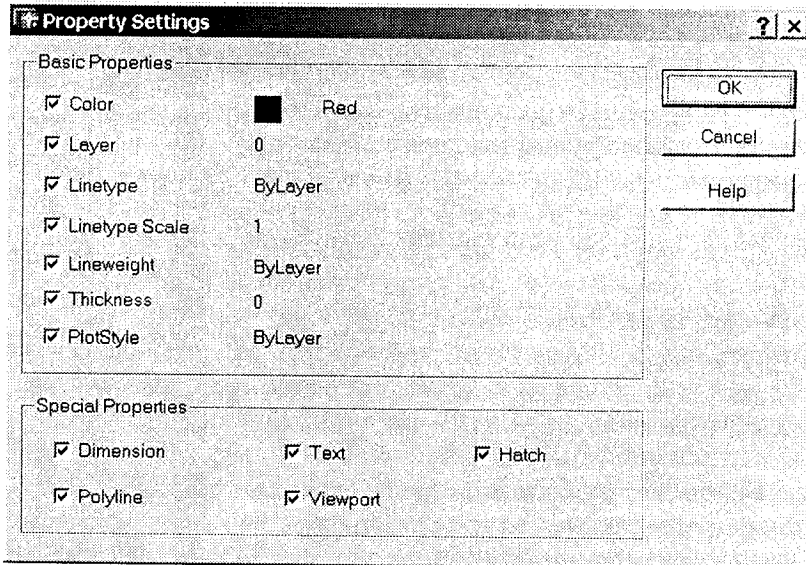 Property Settings
? ×
Basic Properties
Color Red
Layer 0
Linetype ByLayer
Linetype Scale 1
Lineweight ByLayer
Thickness 0
PlotStyle ByLayer
OK
Cancel
Help
Special Properties
Dimension Text Hatch
Polyline Viewport